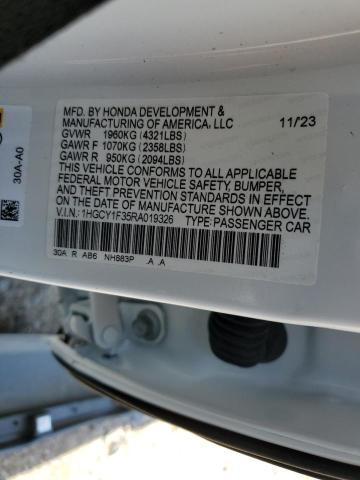 MFD. BY HONDA DEVELOPMENT &
MANUFACTURING OF AMERICA, LLC 11/23
GVWR 1960KG (4321LBS)
GAWR F 1070KG (2358LBS)
GAWR R 950KG (2094LBS)
THIS VEHICLE CONFORMS TO ALL APPLICABLE
FEDERAL MOTOR VEHICLE SAFETY, BUMPER,
AND THEFT PREVENTION STANDARDS IN EFFECT
ON THE DATE OF MANUFACTURE SHOWN ABOVE.
V.I.N.: 1HGCY1F35RA019326 TYPE: PASSENGER CAR
30A R AB6 NH883P .A .A
30A-A0